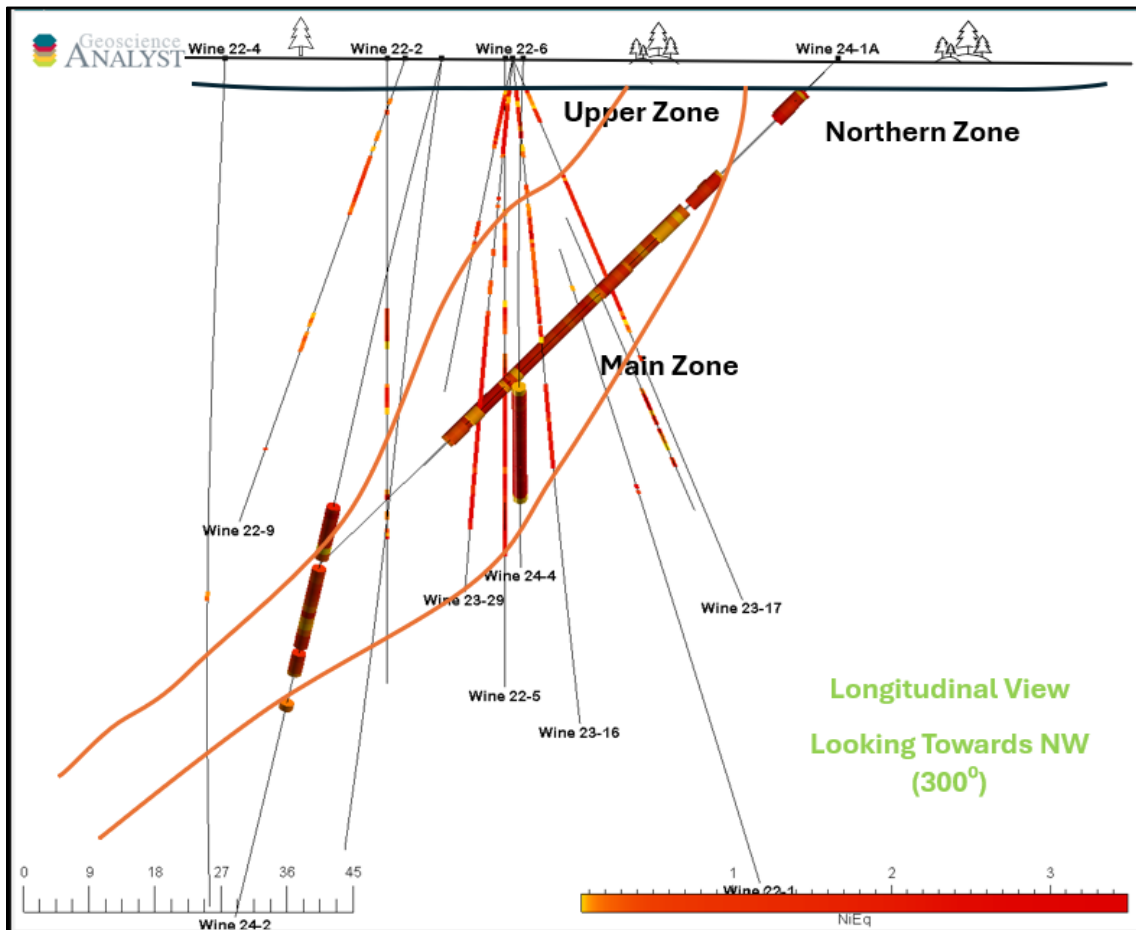 Geoscience
ANALYST
Wine 22-4
Wine 22-2
Wine 22-6
Wine 24-1A
Upper Zone
Northern Zone
Main Zone
Wine 22-9
Wine 24-4
Wine 23-29
Wine 23-17
Wine 22-5
Wine 23-16
Longitudinal View
Looking Towards NW
(300⁰)
0 9 18 27 36 45
1 2 3
Wine 22-1
NiEq
Wine 24-2